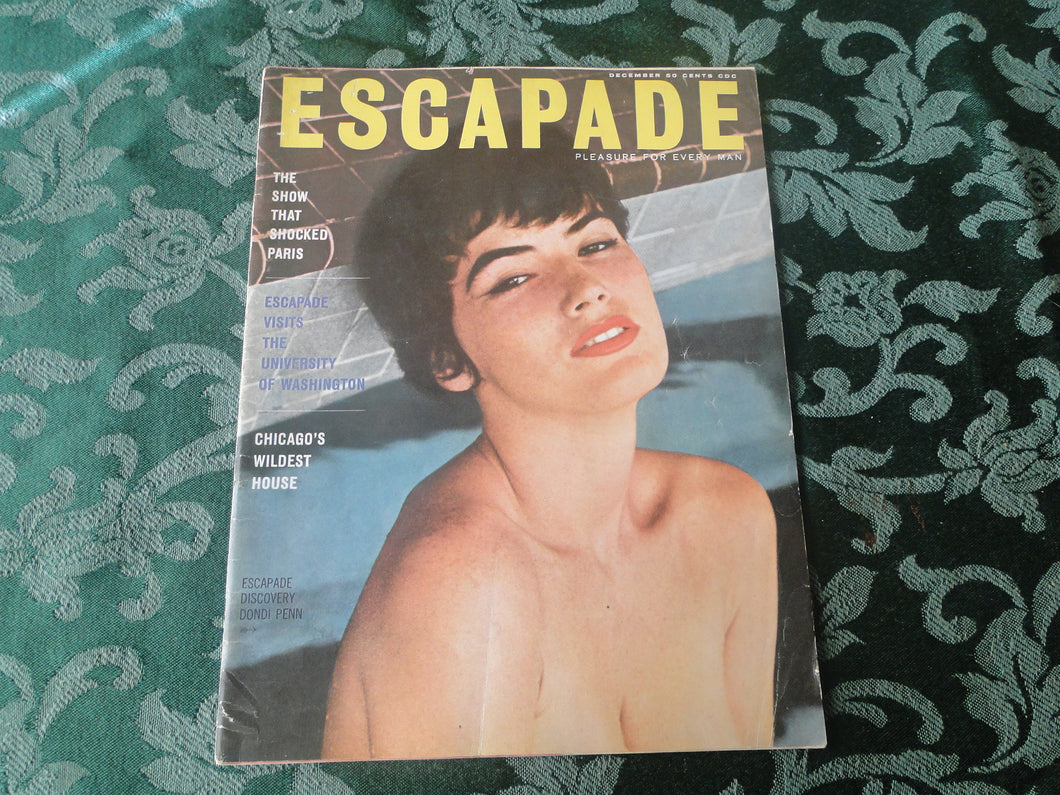 DECEMBER 50 CENTS CDC
ESCAPADE
PLEASURE FOR EVERY MAN
THE
SHOW
THAT
SHOCKED
PARIS
ESCAPADE
VISITS
THE
UNIVERSITY
OF WASHINGTON
CHICAGO'S
WILDEST
HOUSE
ESCAPADE
DISCOVERY
DONDI PENN